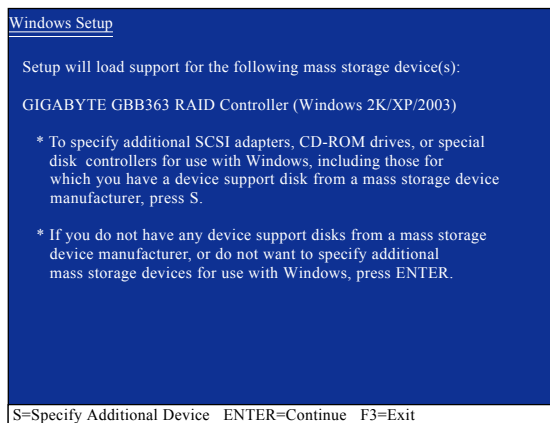 Windows Setup
Setup will load support for the following mass storage device(s):
GIGABYTE GBB363 RAID Controller (Windows 2K/XP/2003)
* To specify additional SCSI adapters, CD-ROM drives, or special
disk controllers for use with Windows, including those for
which you have a device support disk from a mass storage device
manufacturer, press S.
* If you do not have any device support disks from a mass storage
device manufacturer, or do not want to specify additional
mass storage devices for use with Windows, press ENTER.
S=Specify Additional Device ENTER=Continue F3=Exit